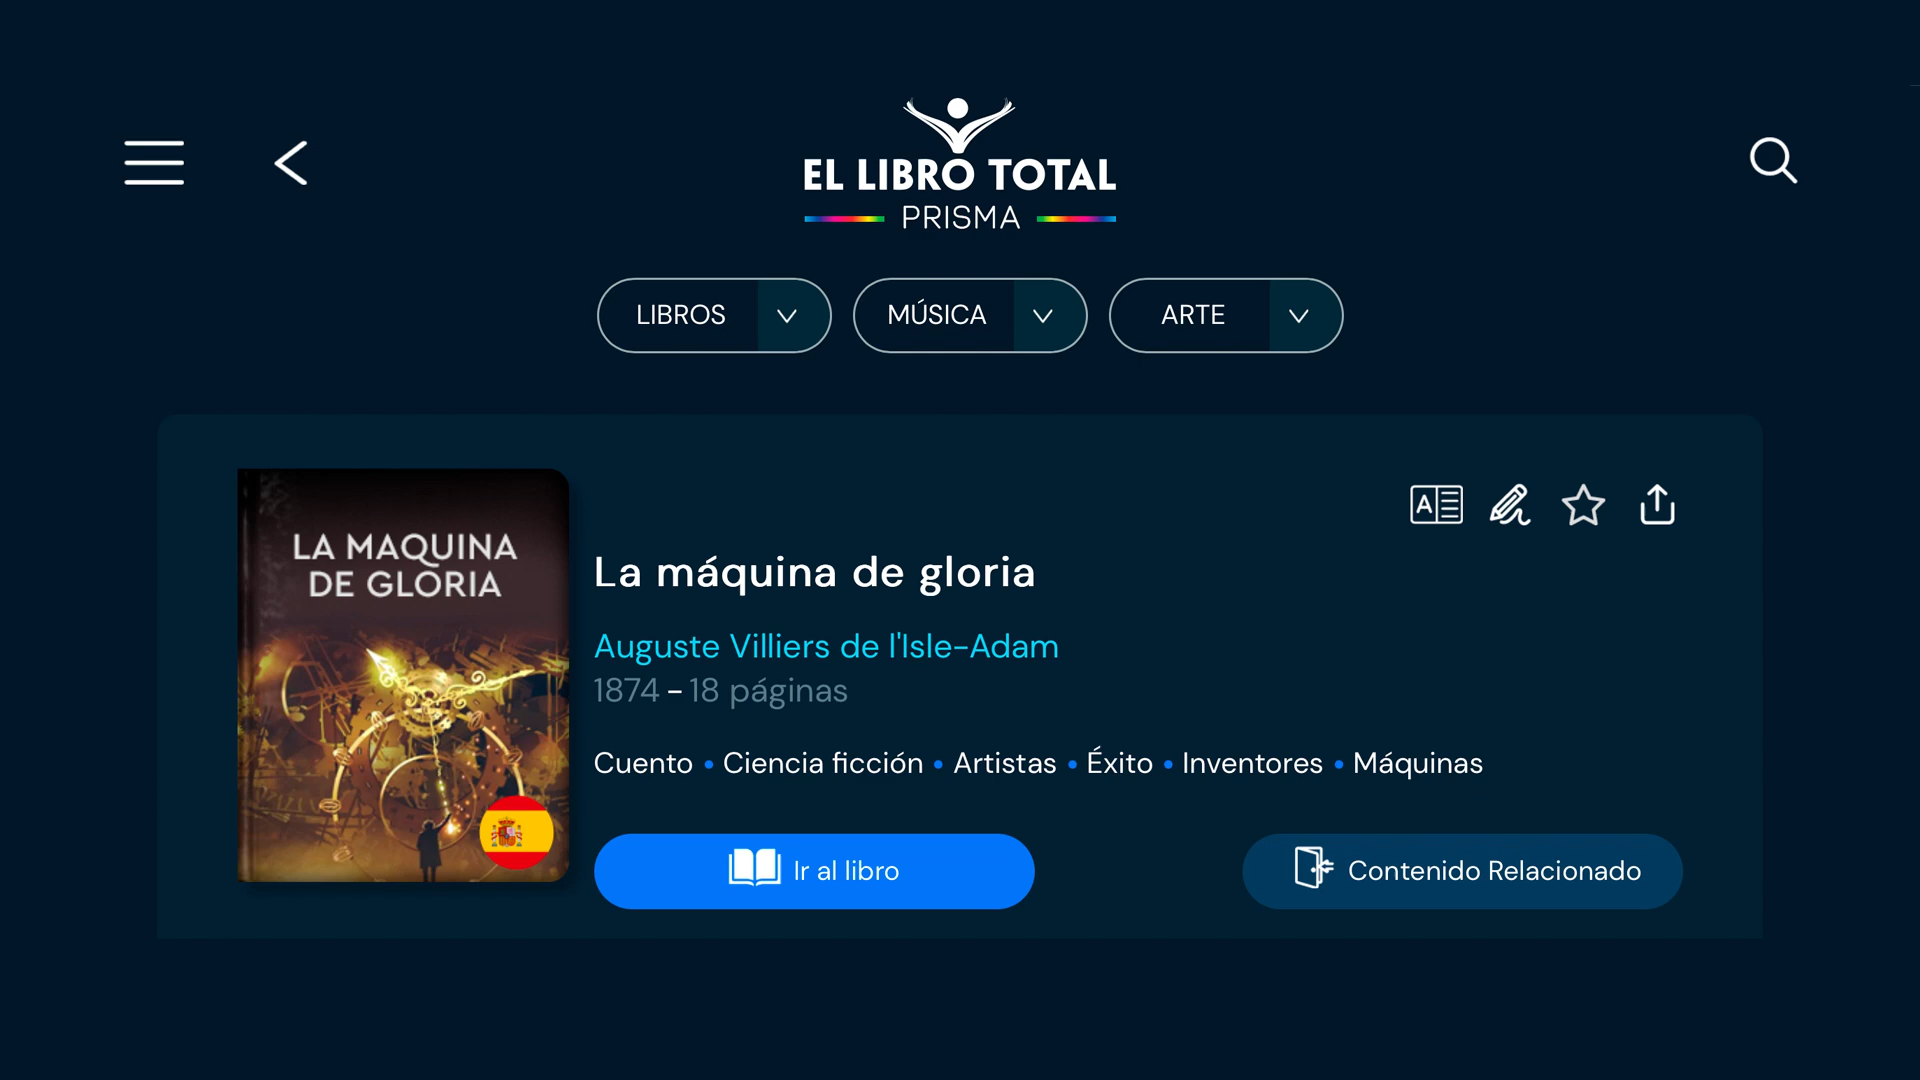 EL LIBRO TOTAL
PRISMA
LIBROS
MÚSICA
ARTE
LA MAQUINA
DE GLORIA
A
La máquina de gloria
Auguste Villiers de l'Isle-Adam
1874 - 18 páginas
Cuento • Ciencia ficción • Artistas • Éxito • Inventores • Máquinas
Ir al libro
Contenido Relacionado